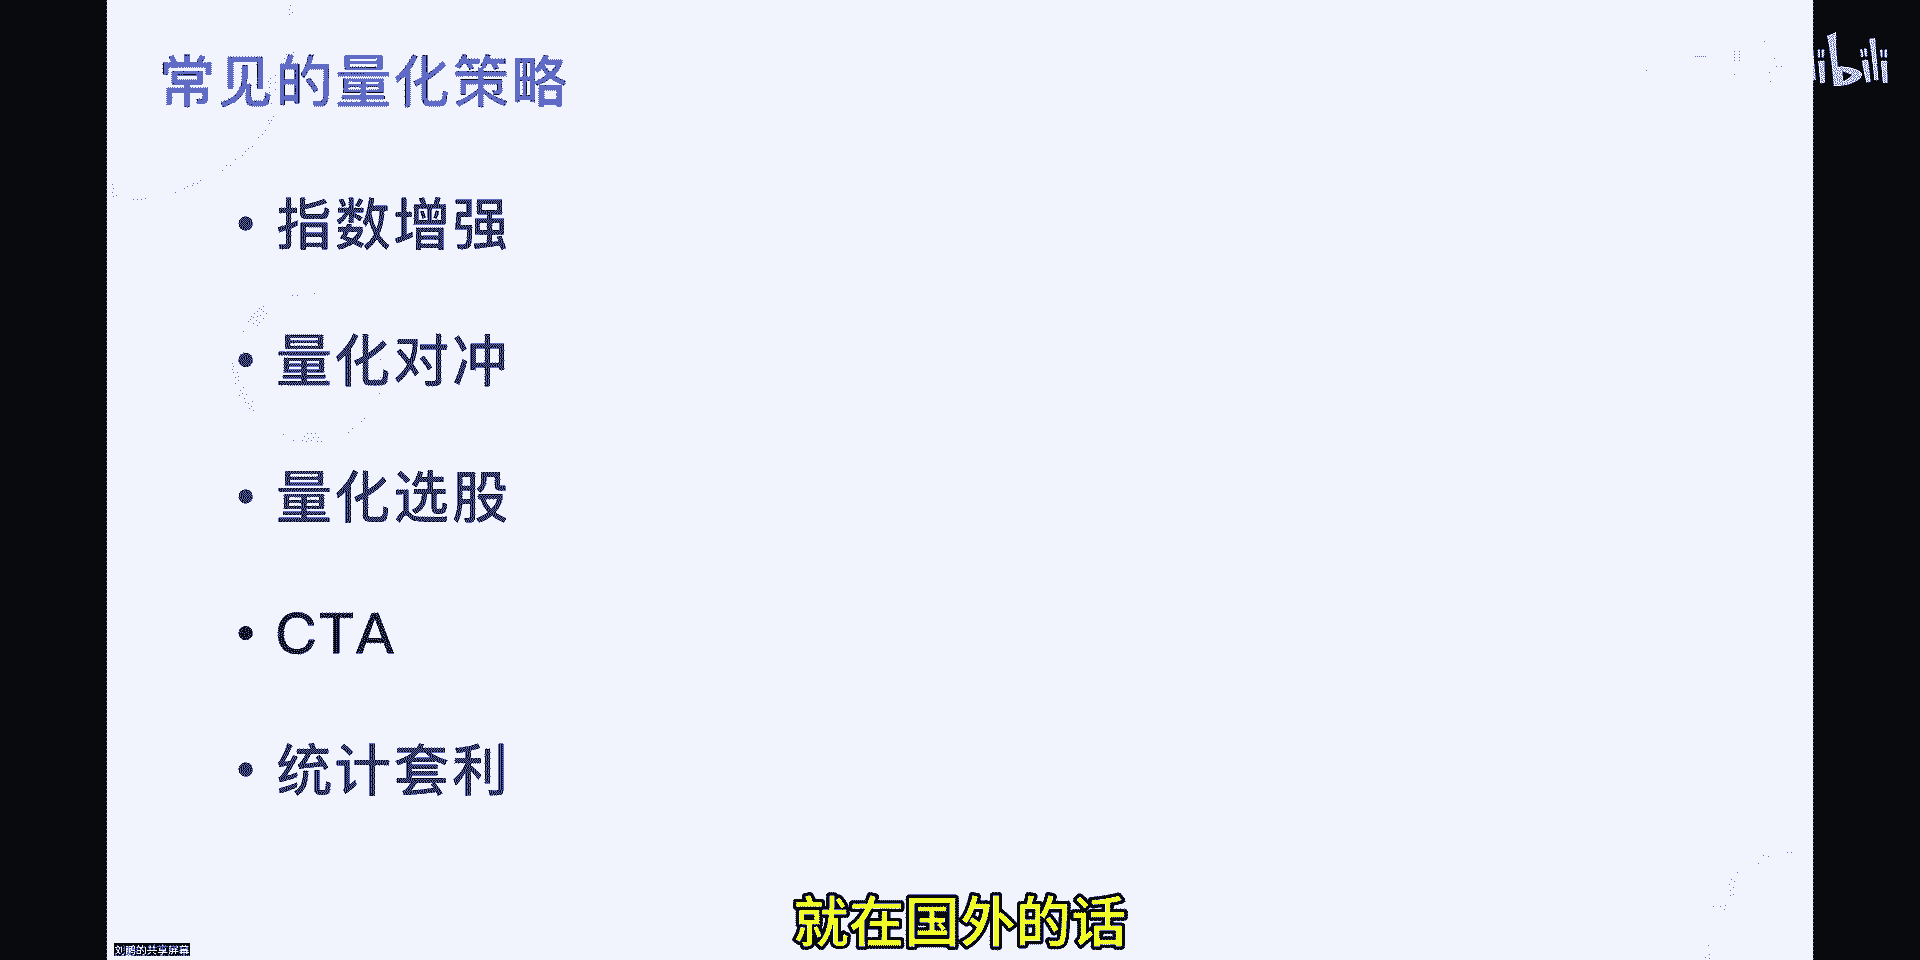 常见的量化策略
• 指数增强
• 量化对冲
• 量化选股
• CTA
• 统计套利
就在国外的话
刘鹏的共享屏幕